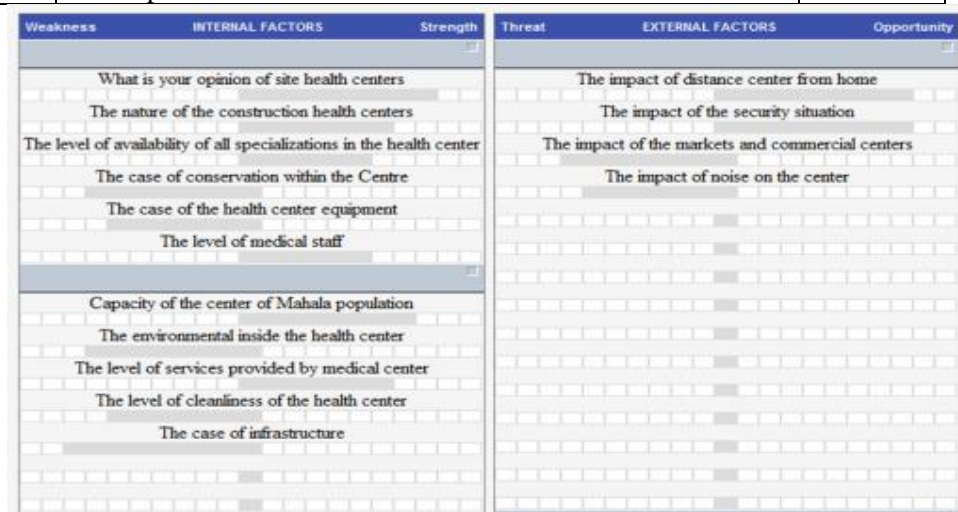 Weakness INTERNAL FACTORS Strength
What is your opinion of site health centers
The nature of the construction health centers
The level of availability of all specializations in the health center
The case of conservation within the Centre
The case of the health center equipment
The level of medical staff
Capacity of the center of Mahala population
The environmental inside the health center
The level of services provided by medical center
The level of cleanliness of the health center
The case of infrastructure
Threat EXTERNAL FACTORS Opportunity
The impact of distance center from home
The impact of the security situation
The impact of the markets and commercial centers
The impact of noise on the center